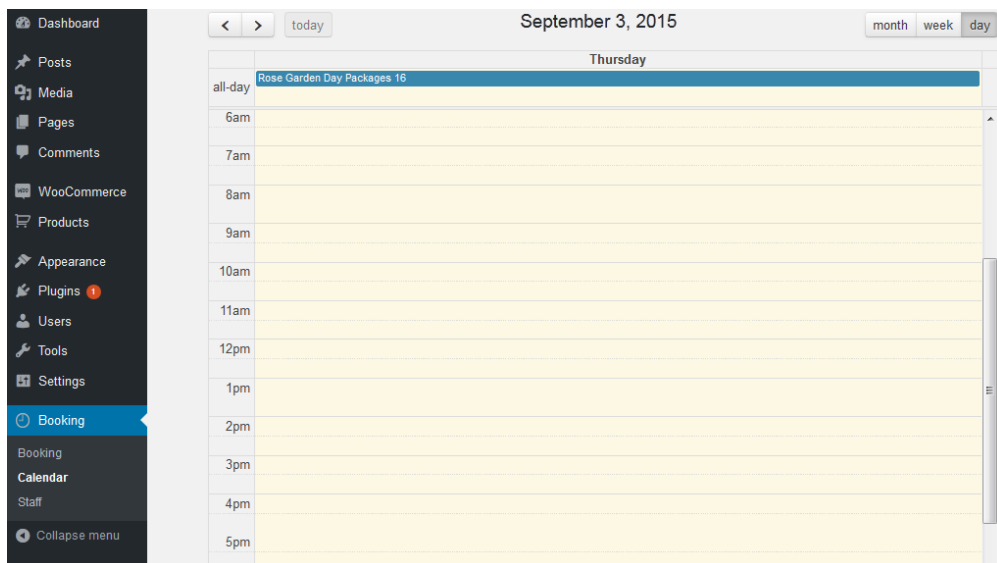 Dashboard
Posts
Media
Pages
Comments
WOO
WooCommerce
Products
Appearance
Plugins 1
Users
Tools
Settings
Booking
Booking
Calendar
Staff
Collapse menu
< > today
September 3, 2015
month week day
Thursday
all-day Rose Garden Day Packages 16
6am
7am
8am
9am
10am
11am
12pm
1pm
2pm
3pm
4pm
5pm